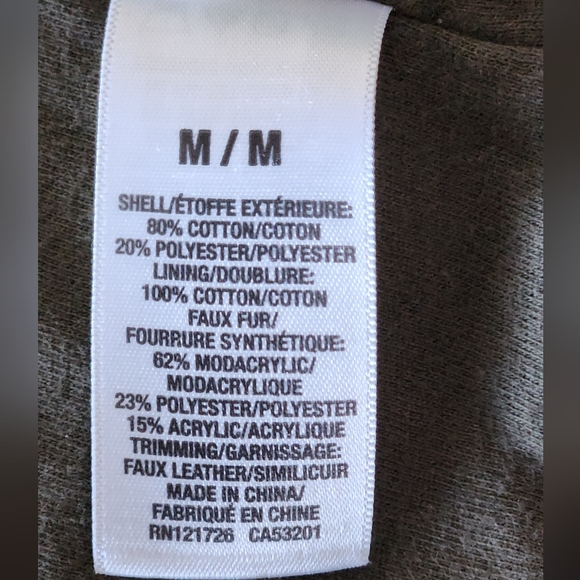 M / M
SHELL/ÉTOFFE EXTÉRIEURE:
80% COTTON/COTON
20% POLYESTER/POLYESTER
LINING/DOUBLURE:
100% COTTON/COTON
FAUX FUR/
FOURRURE SYNTHÉTIQUE:
62% MODACRYLIC/
MODACRYLIQUE
23% POLYESTER/POLYESTER
15% ACRYLIC/ACRYLIQUE
TRIMMING/GARNISSAGE:
FAUX LEATHER/SIMILICUIR
MADE IN CHINA/
FABRIQUÉ EN CHINE
RN121726 CA53201